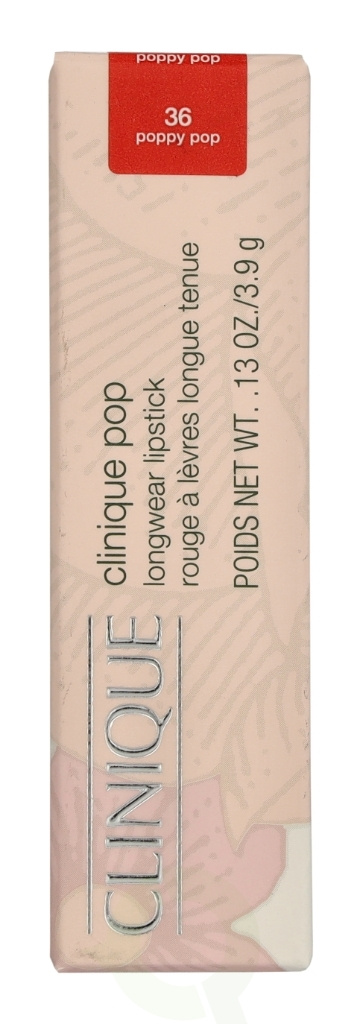 poppy pop
36
poppy pop
CLINIQUE
clinique pop
longwear lipstick
rouge à lèvres longue tenue
POIDS NET WT. .13 OZ./3.9 g